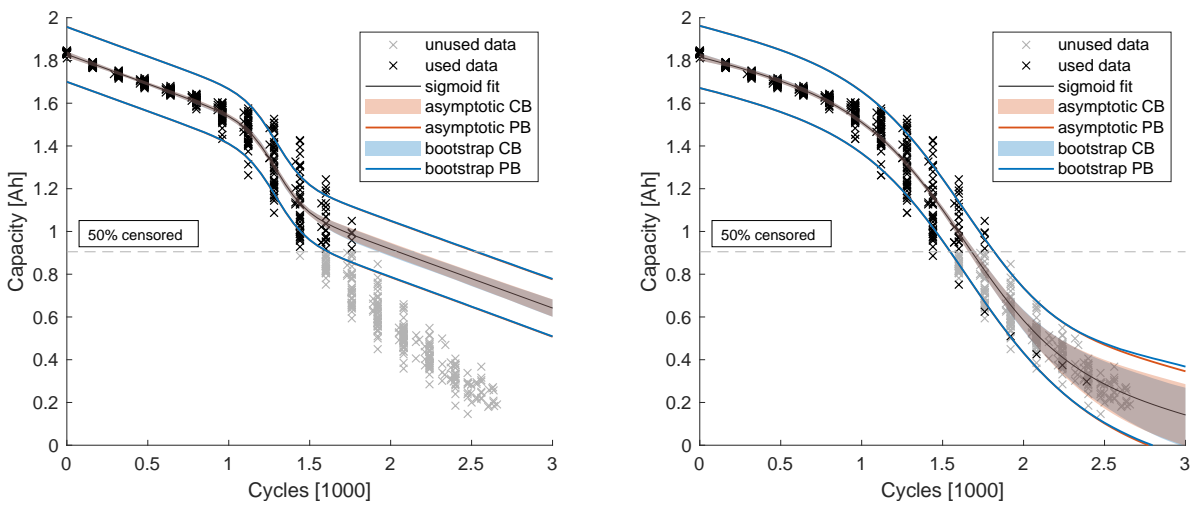 2
1.8
1.6
1.4
1.2
1
0.8
0.6
0.4
0.2
0
Capacity [Ah]
50% censored
unused data
used data
sigmoid fit
asymptotic CB
asymptotic PB
bootstrap CB
bootstrap PB
0 0.5 1 1.5 2 2.5 3
Cycles [1000]
2
1.8
1.6
1.4
1.2
1
0.8
0.6
0.4
0.2
0
Capacity [Ah]
50% censored
unused data
used data
sigmoid fit
asymptotic CB
asymptotic PB
bootstrap CB
bootstrap PB
0 0.5 1 1.5 2 2.5 3
Cycles [1000]